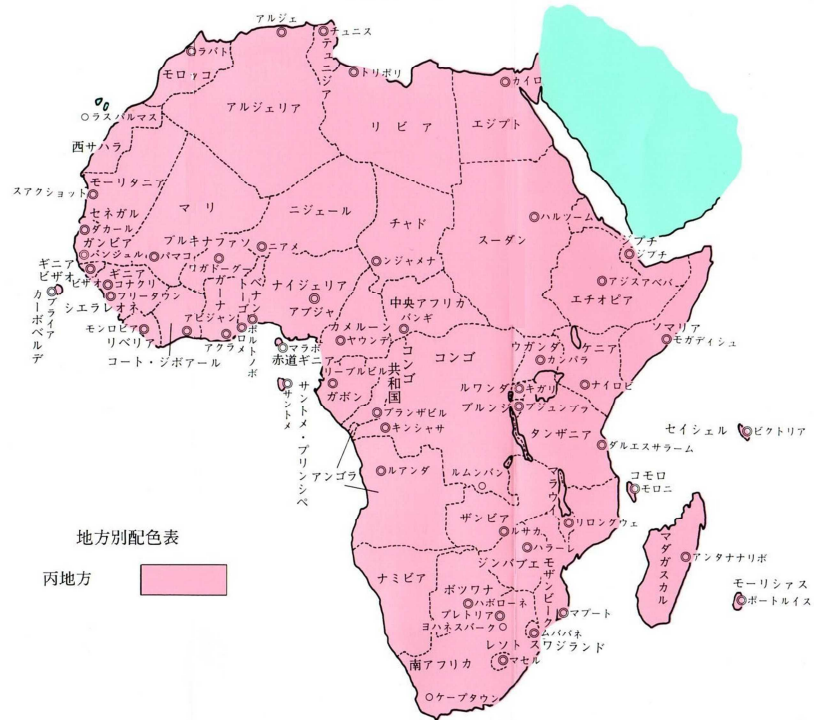 アルジェ
チュニス
ラバト
モロッコ
テュニジア
トリポリ
カイロ
アルジェリア
リビア
エジプト
ラスパルマス
西サハラ
モーリタニア
スアクショット
マリ
ニジェール
チャド
スーダン
ハルツーム
セネガル
ダカール
ガンビア
バンジュル
バマコ
ブルキナファソ
ワガドーグー
ニアメ
ンジャメナ
ジブチ
ジブチ
ギニア
ビザオ
ビザオ
ギニア
コナクリ
フリータウン
シエラレオネ
ガーナ
トーゴ
ベナン
ナイジェリア
アブジャ
中央アフリカ
バンギ
アジスアベバ
エチオピア
プライア
カーボベルデ
モンロビア
リベリア
アビジャン
コート・ジボアール
アクラ
ロメ
ポルトノボ
マラボ
赤道ギニア
カメルーン
ヤウンデ
コンゴ
共和国
コンゴ
ウガンダ
カンパラ
ケニア
ソマリア
モガディシュ
リーブルビル
ガボン
サントメ
サントメ・プリンシペ
ブランザビル
キンシャサ
ルワンダ
キガリ
ナイロビ
ブルンジ
ブジュンブラ
タンザニア
ダルエスサラーム
セイシェル
ビクトリア
アンゴラ
ルアンダ
ルムンバン
コモロ
モロニ
ラウィ
ザンビア
ルサカ
リロングウェ
ハラーレ
ジンバブエ
モザンビーク
マダガスカル
アンタナナリボ
モーリシァス
ポートルイス
ナミビア
ボツワナ
ハボローネ
プレトリア
ヨハネスバーク
マプート
ムババネ
レソト
スワジランド
マセル
南アフリカ
ケープタウン
地方別配色表
丙地方